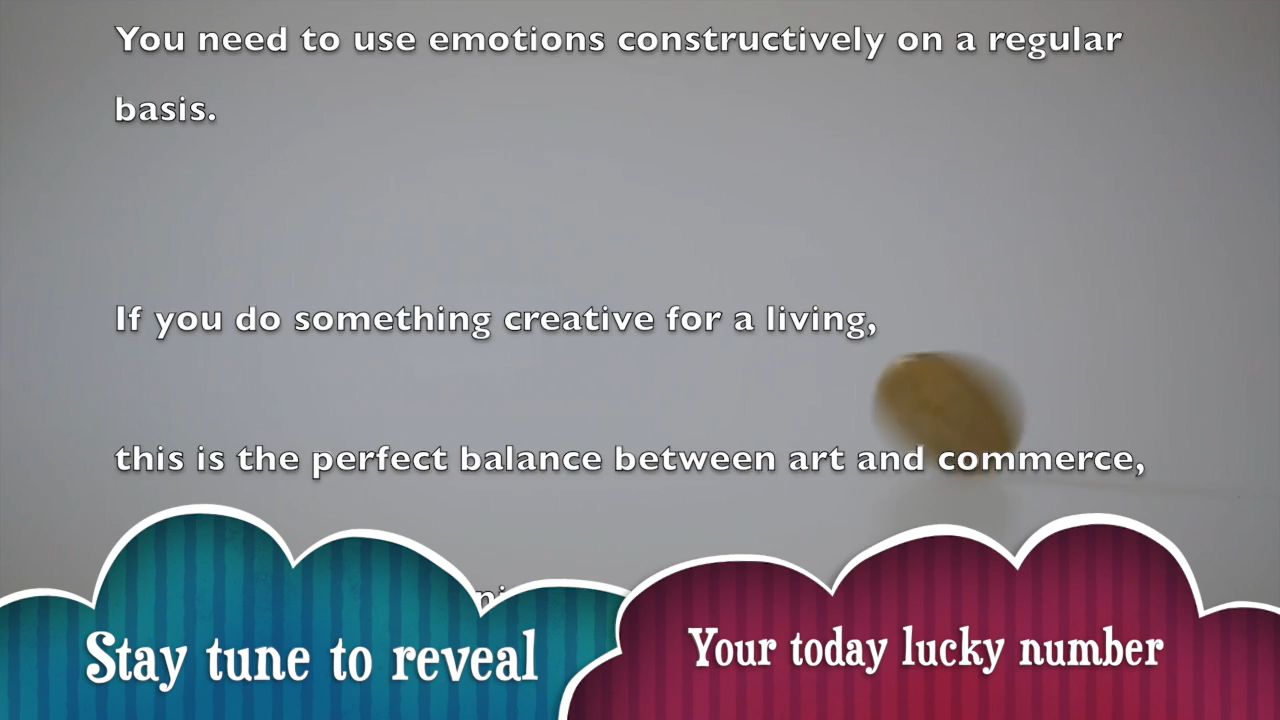 You need to use emotions constructively on a regular
basis.
If you do something creative for a living,
this is the perfect balance between art and commerce,
Stay tune to reveal
Your today lucky number